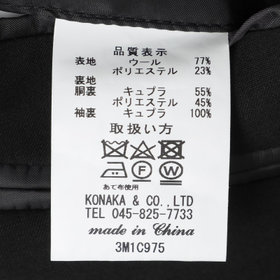 品質表示
表地 ウール 77%
ポリエステル 23%
裏地
胴裏 キュプラ 55%
ポリエステル 45%
袖裏 キュプラ 100%
取扱い方
あて布使用
KONAKA & CO., LTD
TEL 045-825-7733
made in China
3M1C975